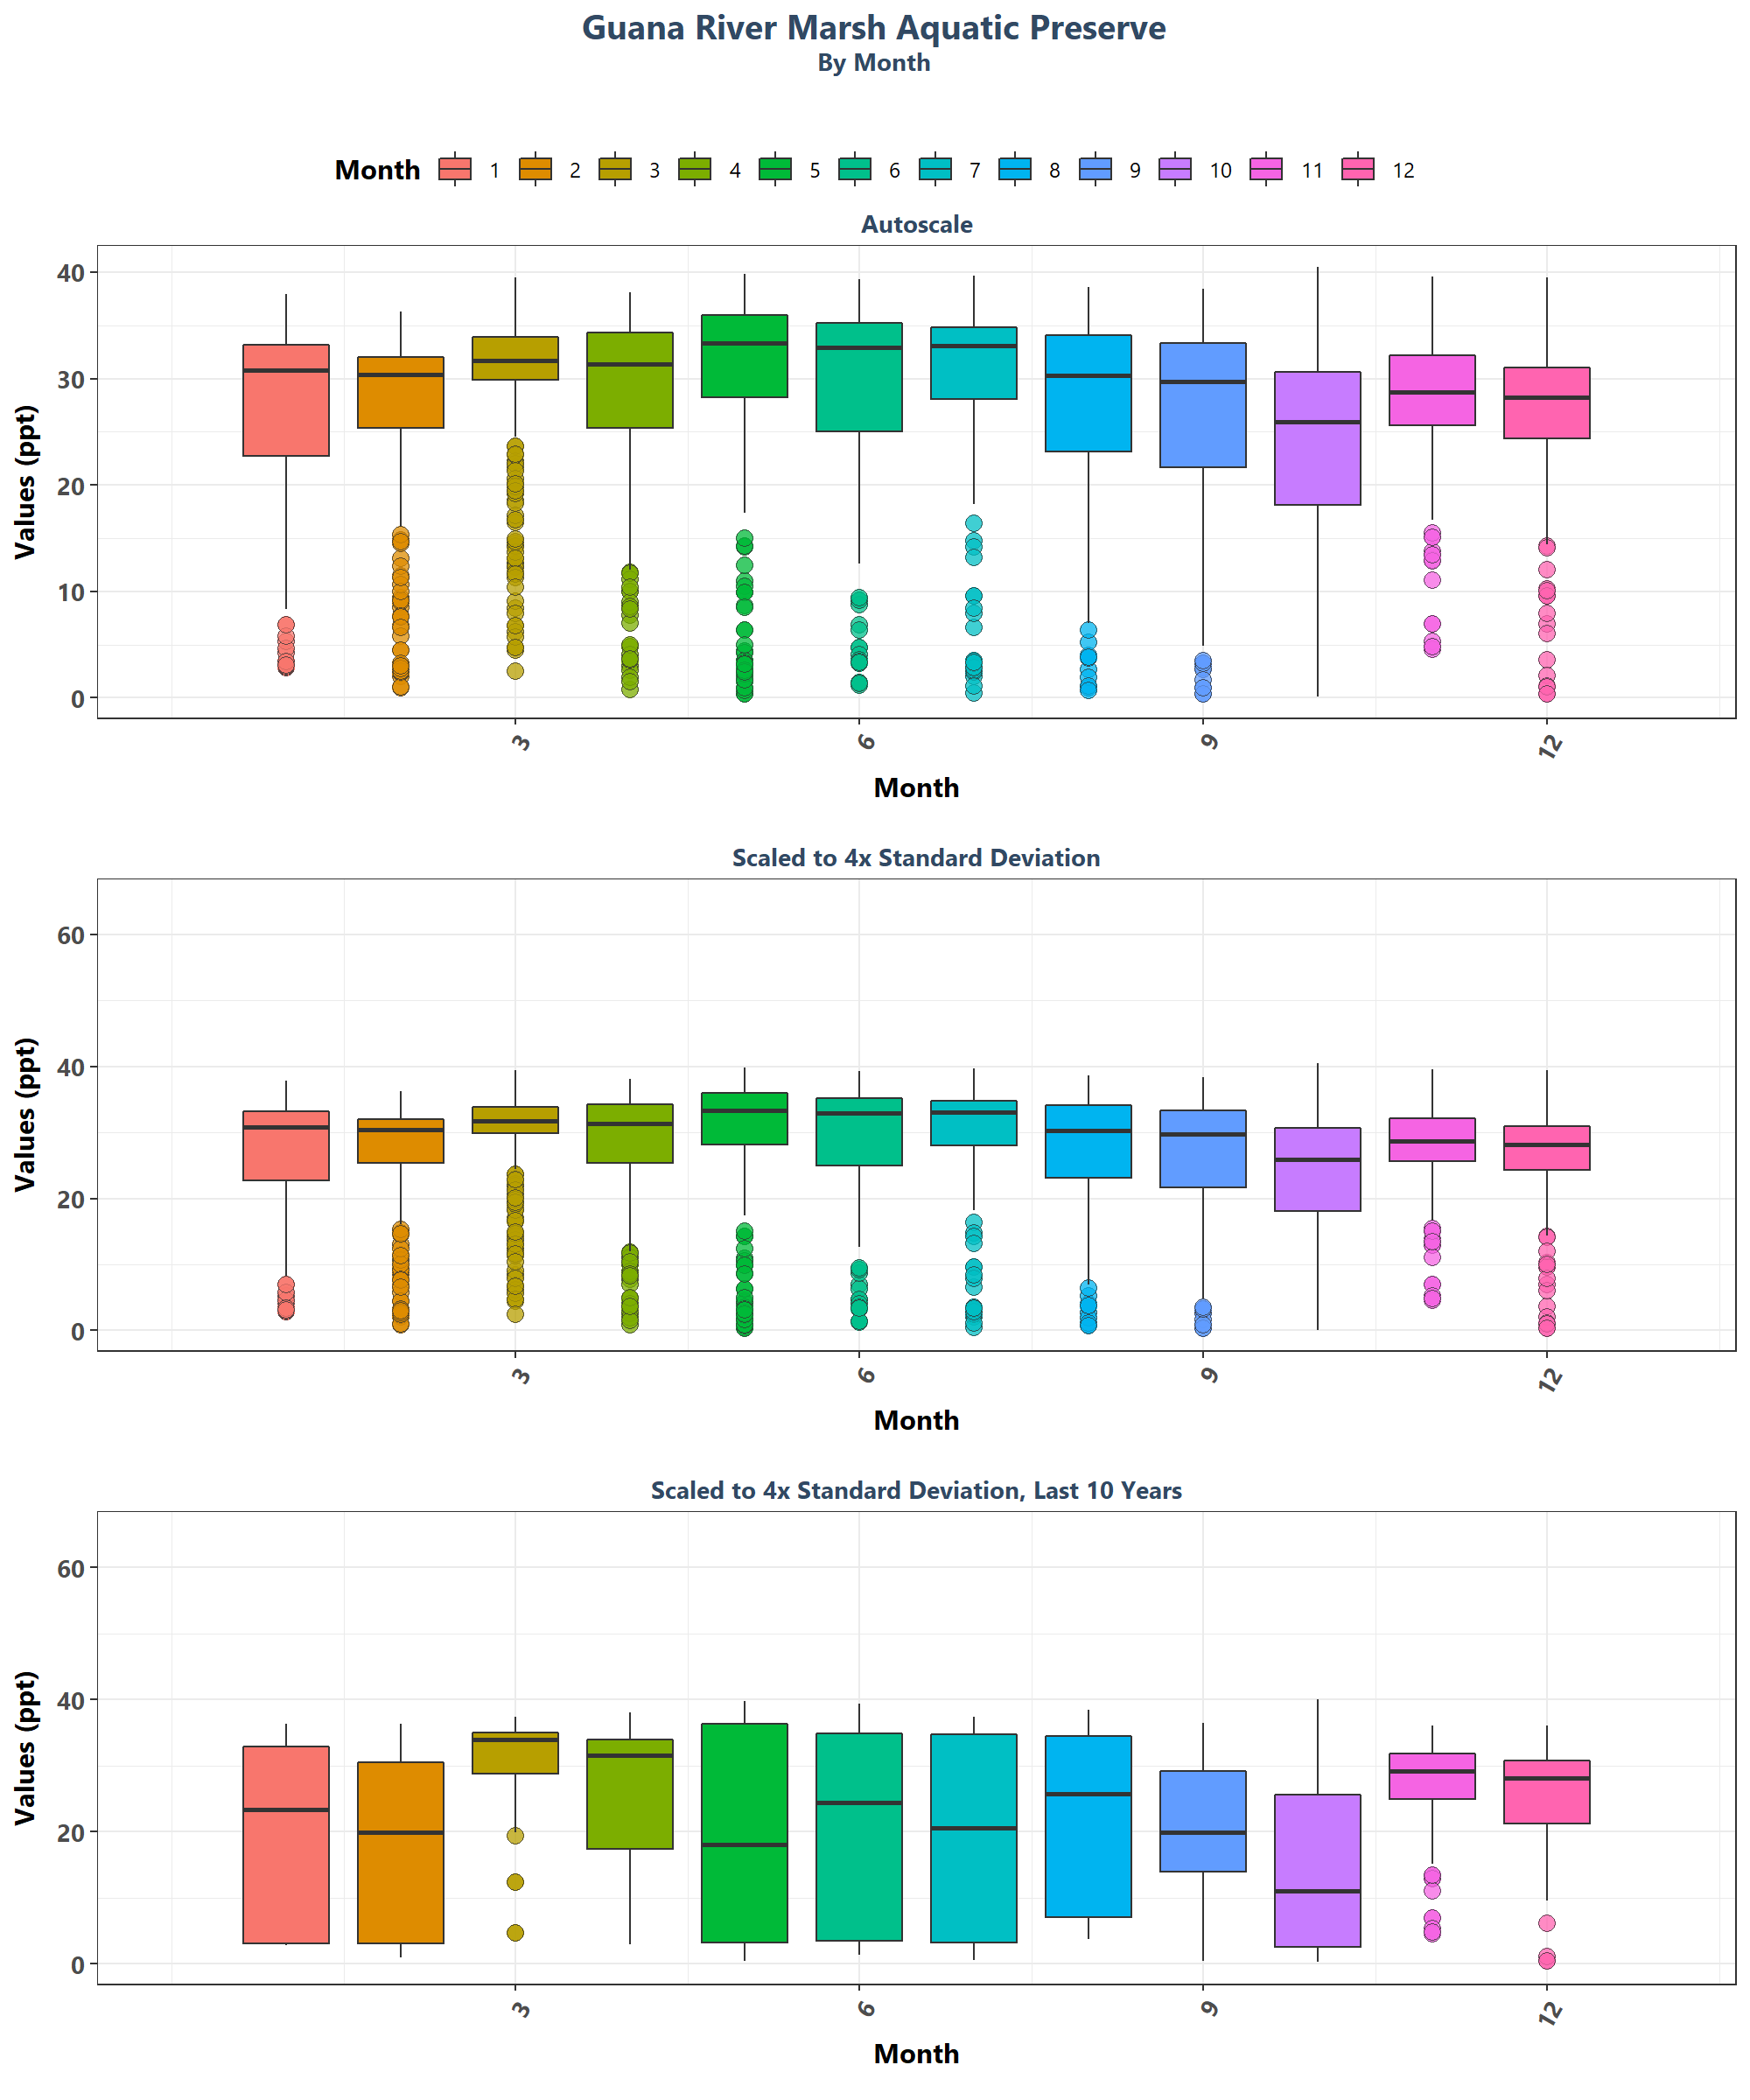 Guana River Marsh Aquatic Preserve
By Month
Month 1 2 3 4 5 6 7 8 9 10 11 12
Autoscale
Values (ppt)
40
30
20
10
0
3 6 9 12
Month
Scaled to 4x Standard Deviation
Values (ppt)
60
40
20
0
3 6 9 12
Month
Scaled to 4x Standard Deviation, Last 10 Years
Values (ppt)
60
40
20
0
3 6 9 12
Month